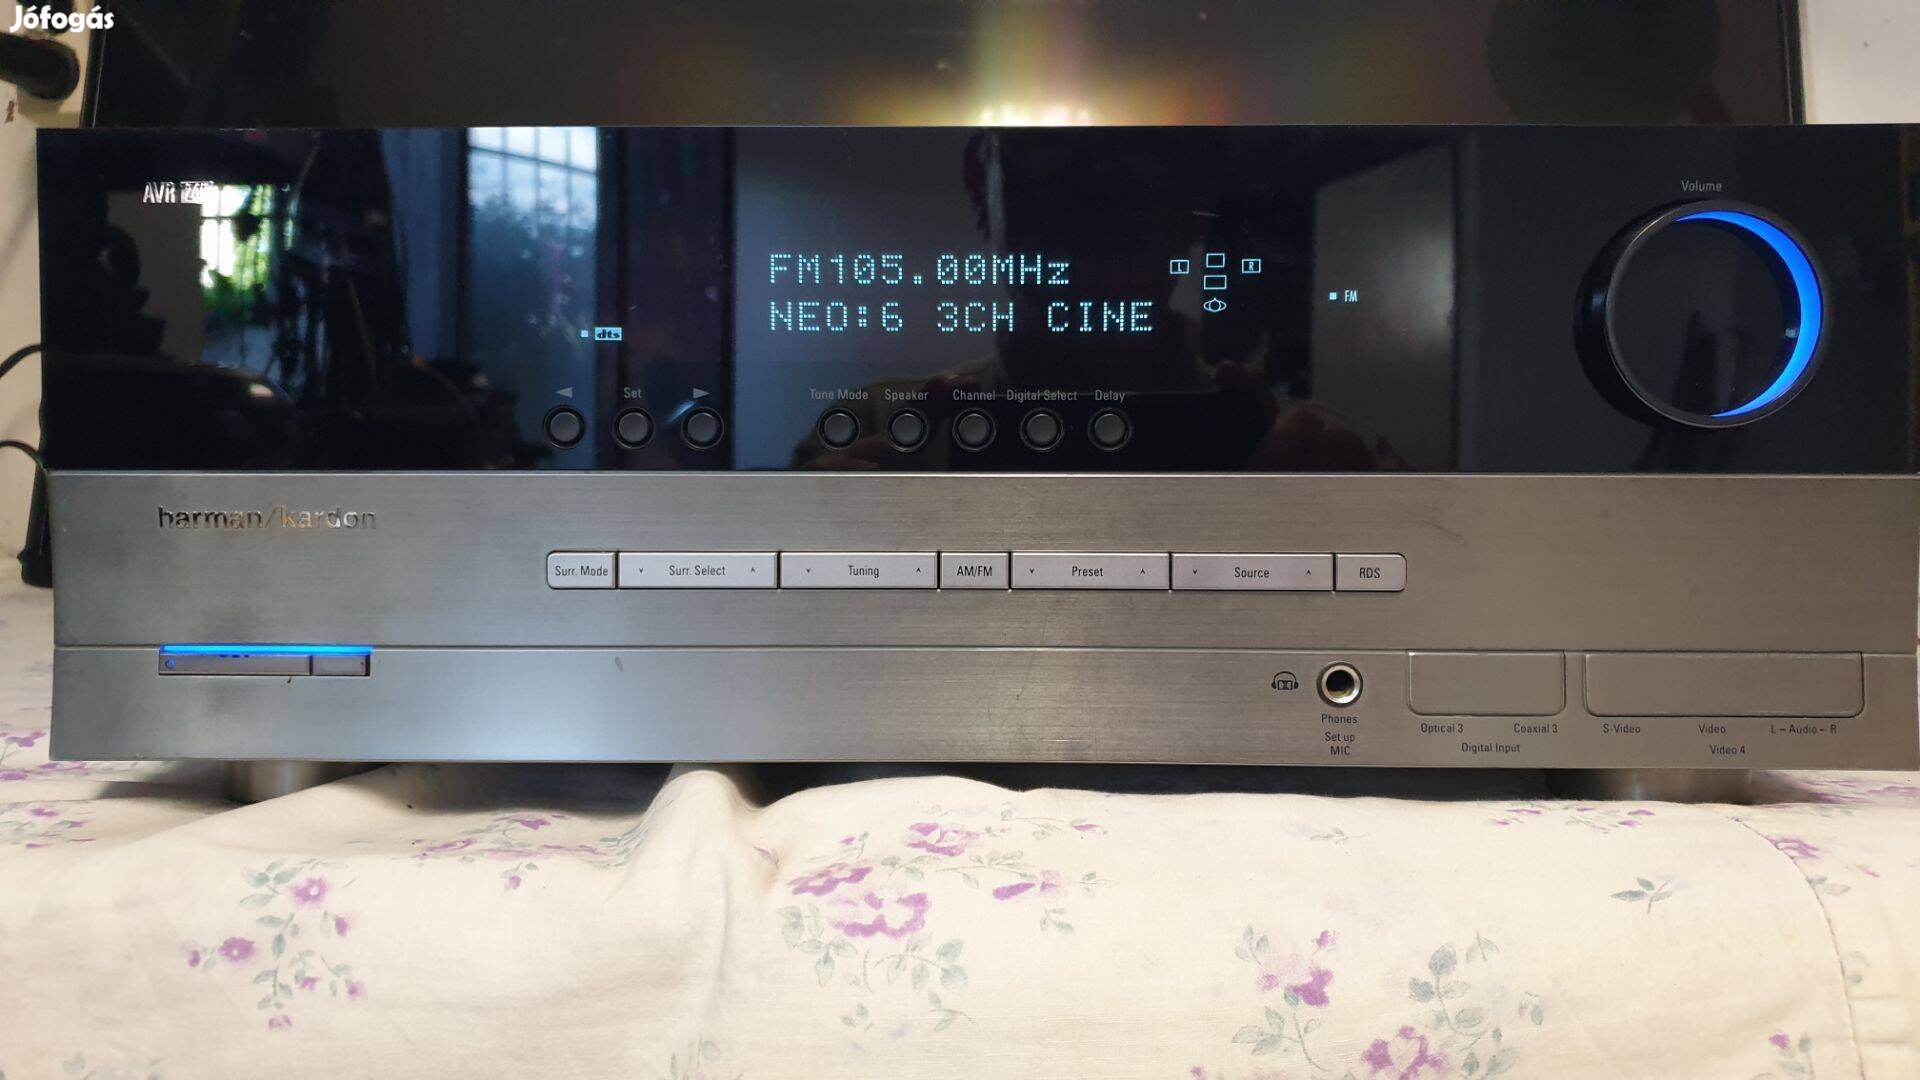 Jófogás
AVR
Volume
FM105.00MHz
L R
NEO:6 3CH CINE
FM
dts
Set
Tone Mode Speaker Channel Digital Select Delay
harman/kardon
Surr. Mode Surr. Select Tuning AM/FM Preset Source RDS
Phones
Set up
MIC
Optical 3 Coaxial 3
Digital Input
S-Video Video L - Audio - R
Video 4